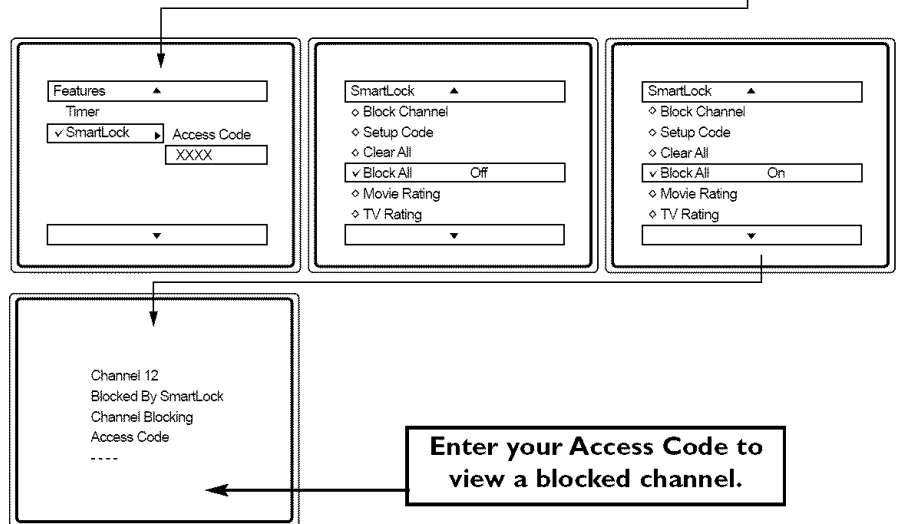 Features ▲
Timer
✓ SmartLock ▶ Access Code
XXXX
▼
SmartLock ▲
◇ Block Channel
◇ Setup Code
◇ Clear All
✓ Block All Off
◇ Movie Rating
◇ TV Rating
▼
SmartLock ▲
◇ Block Channel
◇ Setup Code
◇ Clear All
✓ Block All On
◇ Movie Rating
◇ TV Rating
▼
Channel 12
Blocked By SmartLock
Channel Blocking
Access Code
- - - -
Enter your Access Code to
view a blocked channel.